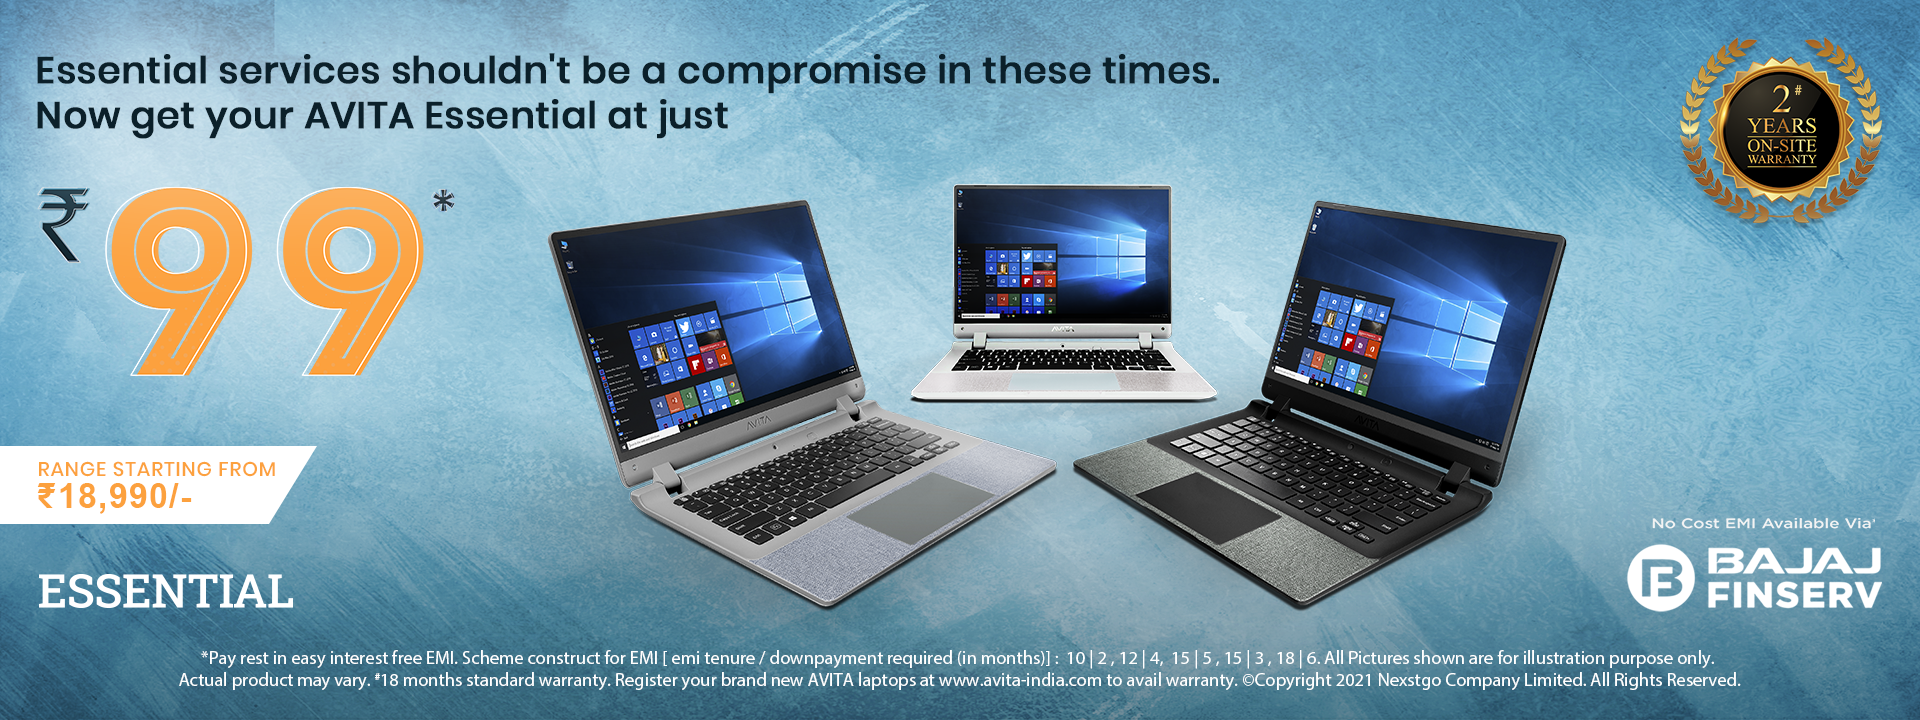 Essential services shouldn't be a compromise in these times.
Now get your AVITA Essential at just
₹99*
2#
YEARS
ON-SITE
WARRANTY
RANGE STARTING FROM
₹18,990/-
AVITA
AVITA
AVITA
ESSENTIAL
No Cost EMI Available Via'
BAJAJ
FINSERV
*Pay rest in easy interest free EMI. Scheme construct for EMI [ emi tenure / downpayment required (in months)] : 10 | 2 , 12 | 4, 15 | 5 , 15 | 3 , 18 | 6. All Pictures shown are for illustration purpose only.
Actual product may vary. #18 months standard warranty. Register your brand new AVITA laptops at www.avita-india.com to avail warranty. ©Copyright 2021 Nexstgo Company Limited. All Rights Reserved.